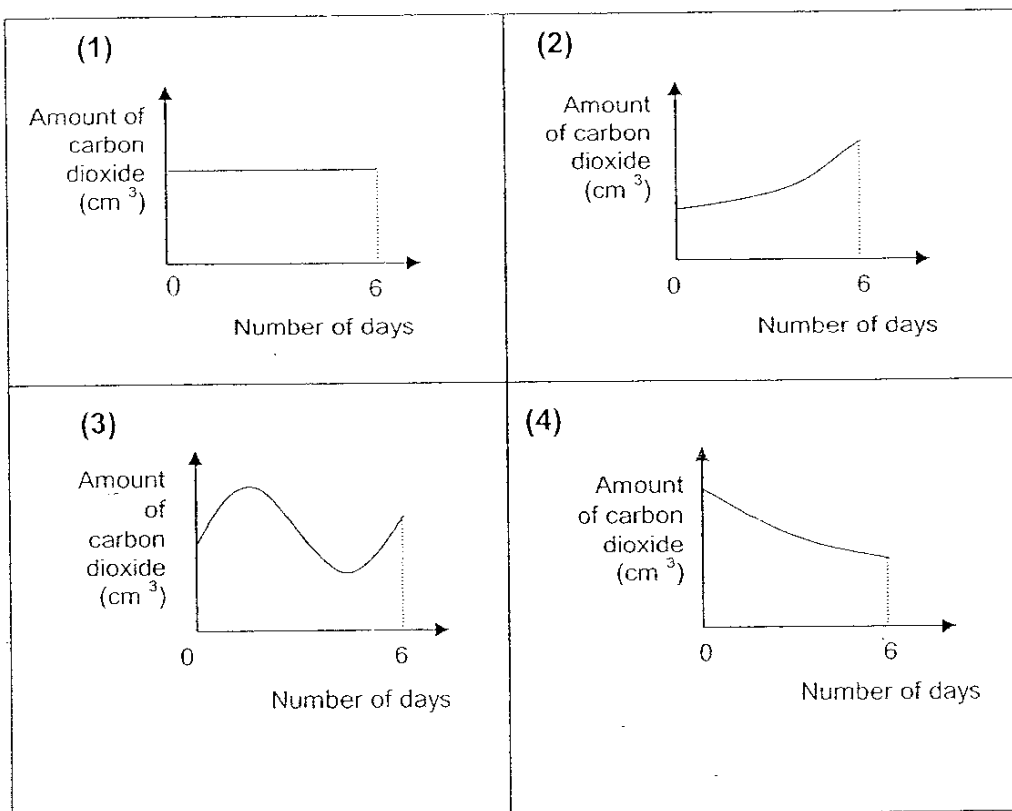 (1)
Amount of
carbon
dioxide
(cm ³)
0
6
Number of days
(2)
Amount
of carbon
dioxide
(cm ³)
0
6
Number of days
(3)
Amount
of
carbon
dioxide
(cm ³)
0
6
Number of days
(4)
Amount
of carbon
dioxide
(cm ³)
0
6
Number of days